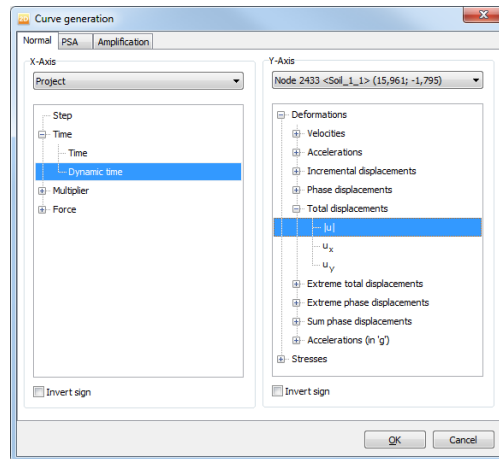 Curve generation
Normal PSA Amplification
X-Axis
Project
Step
Time
Time
Dynamic time
Multiplier
Force
Invert sign
Y-Axis
Node 2433 <Soil_1_1> (15,961; -1,795)
Deformations
Velocities
Accelerations
Incremental displacements
Phase displacements
Total displacements
|u|
u_x
u_y
Extreme total displacements
Extreme phase displacements
Sum phase displacements
Accelerations (in 'g')
Stresses
Invert sign
OK Cancel